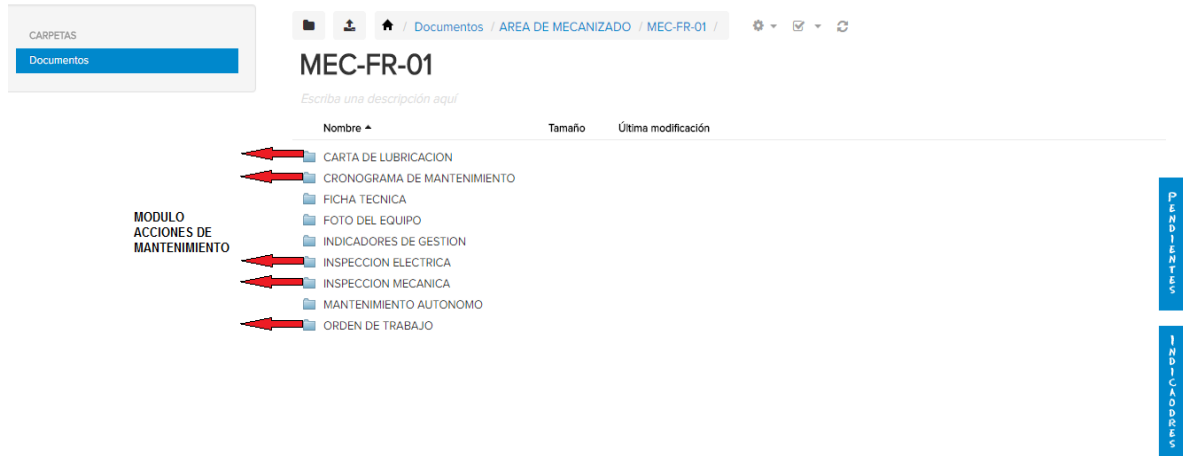 CARPETAS
Documentos
/ Documentos / AREA DE MECANIZADO / MEC-FR-01 /
MEC-FR-01
Escriba una descripción aquí
Nombre Tamaño Última modificación
CARTA DE LUBRICACION
CRONOGRAMA DE MANTENIMIENTO
FICHA TECNICA
FOTO DEL EQUIPO
INDICADORES DE GESTION
INSPECCION ELECTRICA
INSPECCION MECANICA
MANTENIMIENTO AUTONOMO
ORDEN DE TRABAJO
MODULO
ACCIONES DE
MANTENIMIENTO
PENDIENTES
INDICADORES